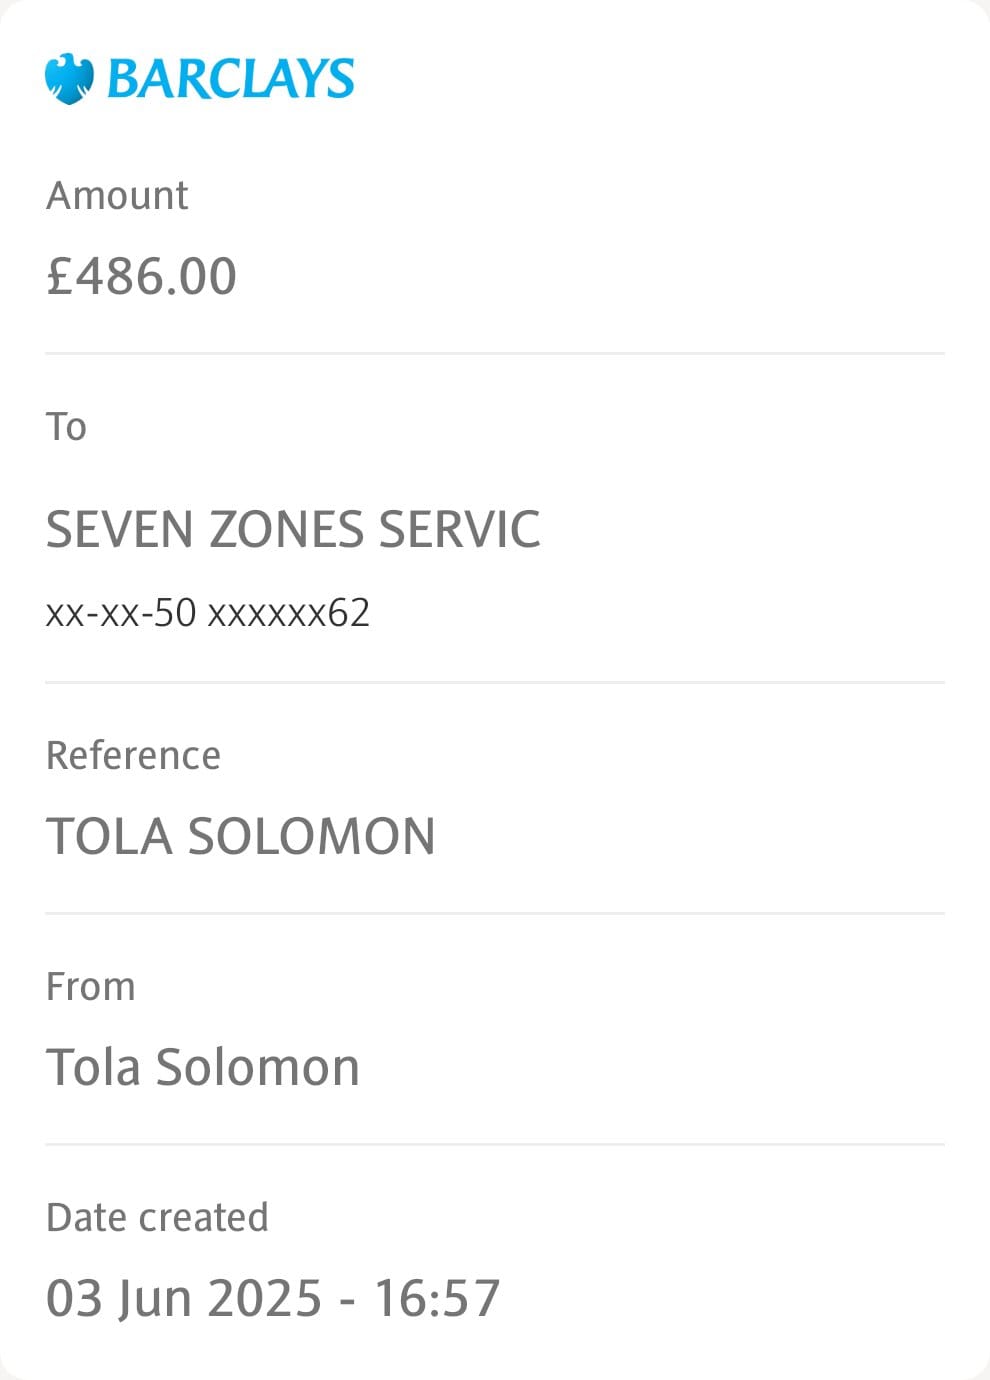 BARCLAYS
Amount
£486.00
To
SEVEN ZONES SERVIC
xx-xx-50 xxxxxx62
Reference
TOLA SOLOMON
From
Tola Solomon
Date created
03 Jun 2025 - 16:57